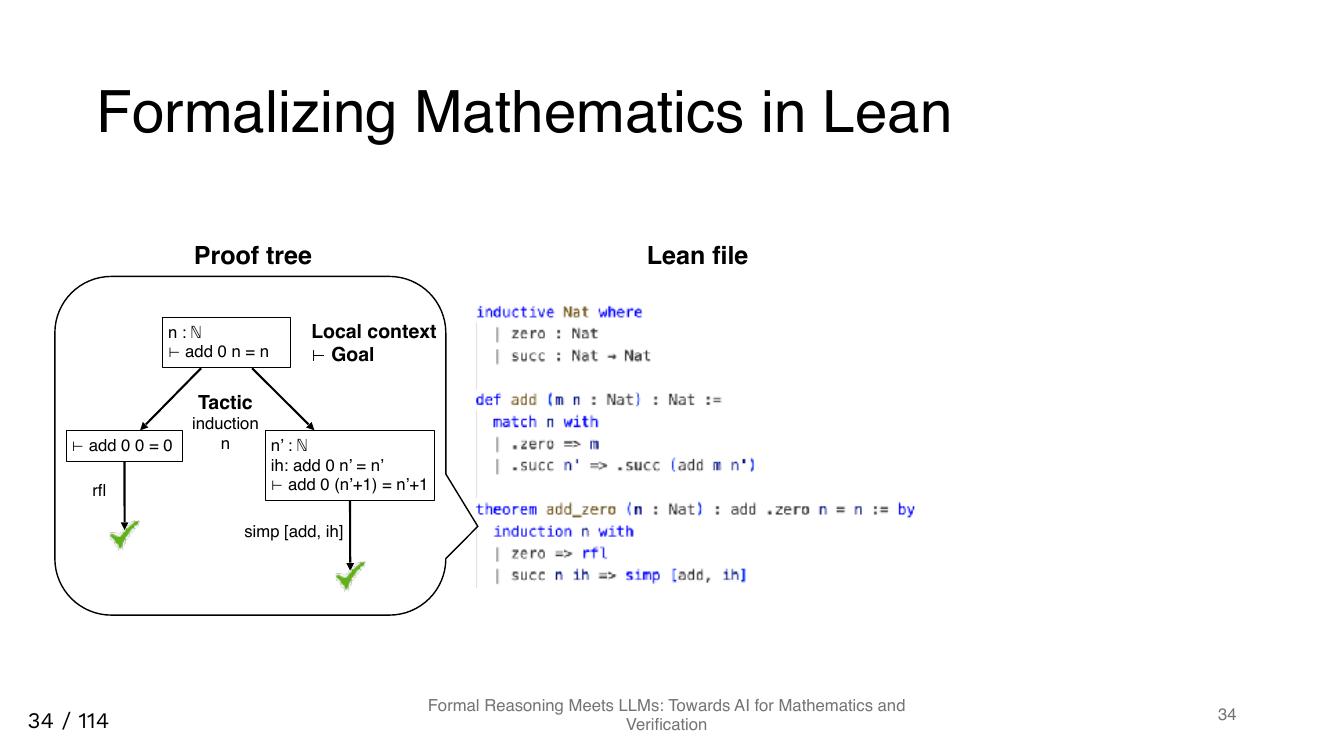 Formalizing Mathematics in Lean
Proof tree
Lean file
n : ℕ
⊢ add 0 n = n
Local context
⊢ Goal
Tactic
induction
n
⊢ add 0 0 = 0
n’ : ℕ
ih: add 0 n’ = n’
⊢ add 0 (n’+1) = n’+1
rfl
simp [add, ih]
inductive Nat where
| zero : Nat
| succ : Nat → Nat
def add (m n : Nat) : Nat :=
match n with
| .zero => m
| .succ n' => .succ (add m n')
theorem add_zero (n : Nat) : add .zero n = n := by
induction n with
| zero => rfl
| succ n ih => simp [add, ih]
34 / 114
Formal Reasoning Meets LLMs: Towards AI for Mathematics and
Verification
34